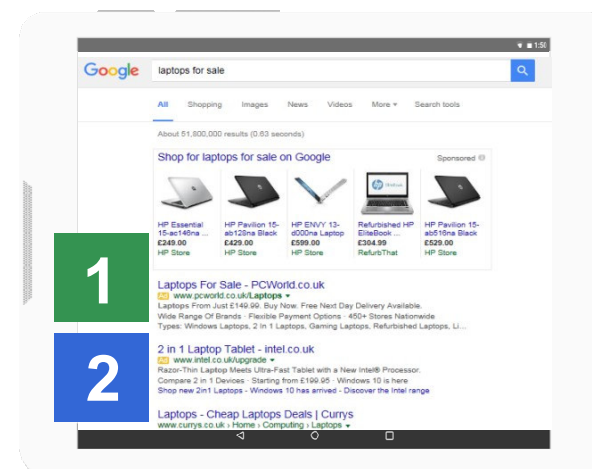 1:50
Google
laptops for sale
All Shopping Images News Videos More Search tools
About 51,800,000 results (0.63 seconds)
Shop for laptops for sale on Google Sponsored
HP Essential 15-ac146na ...
£249.00
HP Store
HP Pavilion 15-ab128na Black
£429.00
HP Store
HP ENVY 13-d000na Laptop
£599.00
HP Store
Refurbished HP EliteBook ...
£304.99
RefurbThat
HP Pavilion 15-ab516na Black
£529.00
HP Store
1
Laptops For Sale - PCWorld.co.uk
Ad www.pcworld.co.uk/Laptops
Laptops From Just £149.99. Buy Now. Free Next Day Delivery Available.
Wide Range Of Brands · Flexible Payment Options · 450+ Stores Nationwide
Types: Windows Laptops, 2 in 1 Laptops, Gaming Laptops, Refurbished Laptops, Li...
2
2 in 1 Laptop Tablet - intel.co.uk
Ad www.intel.co.uk/upgrade
Razor-Thin Laptop Meets Ultra-Fast Tablet with a New Intel® Processor.
Compare 2 in 1 Devices · Starting from £199.95 · Windows 10 is here
Shop new 2in1 Laptops - Windows 10 has arrived - Discover the Intel range
Laptops - Cheap Laptops Deals | Currys
www.currys.co.uk › Home › Computing › Laptops